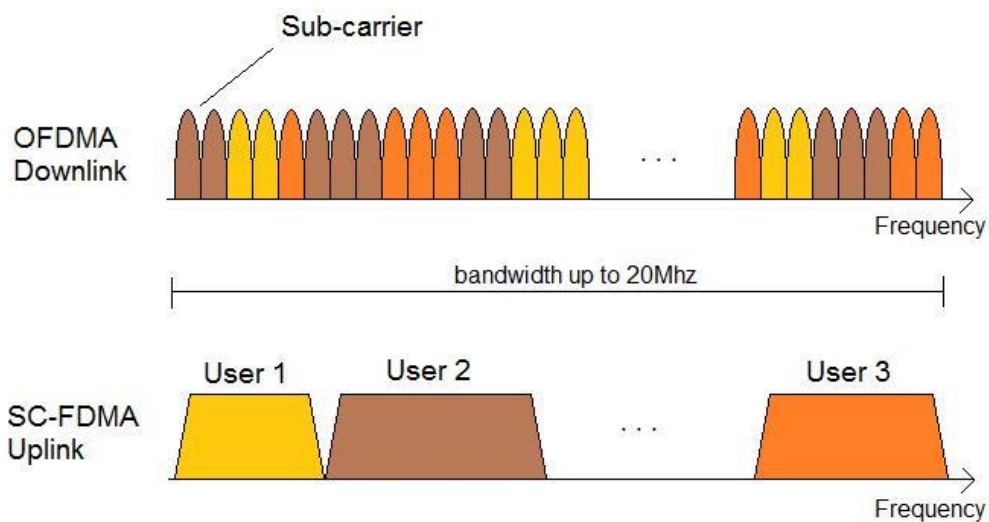 Sub-carrier
OFDMA
Downlink
. . .
Frequency
bandwidth up to 20Mhz
User 1
User 2
User 3
SC-FDMA
Uplink
. . .
Frequency